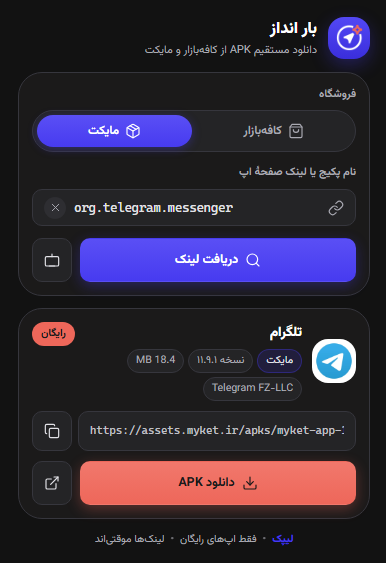 بار انداز
دانلود مستقیم APK از کافه‌بازار و مایکت
فروشگاه
کافه‌بازار
مایکت
نام پکیج یا لینک صفحهٔ اپ
org.telegram.messenger
دریافت لینک
تلگرام
رایگان
مایکت
نسخه ۱۱.۹.۱
18.4 MB
Telegram FZ-LLC
https://assets.myket.ir/apks/myket-app-
دانلود APK
لیپک • فقط اپ‌های رایگان • لینک‌ها موقتی‌اند